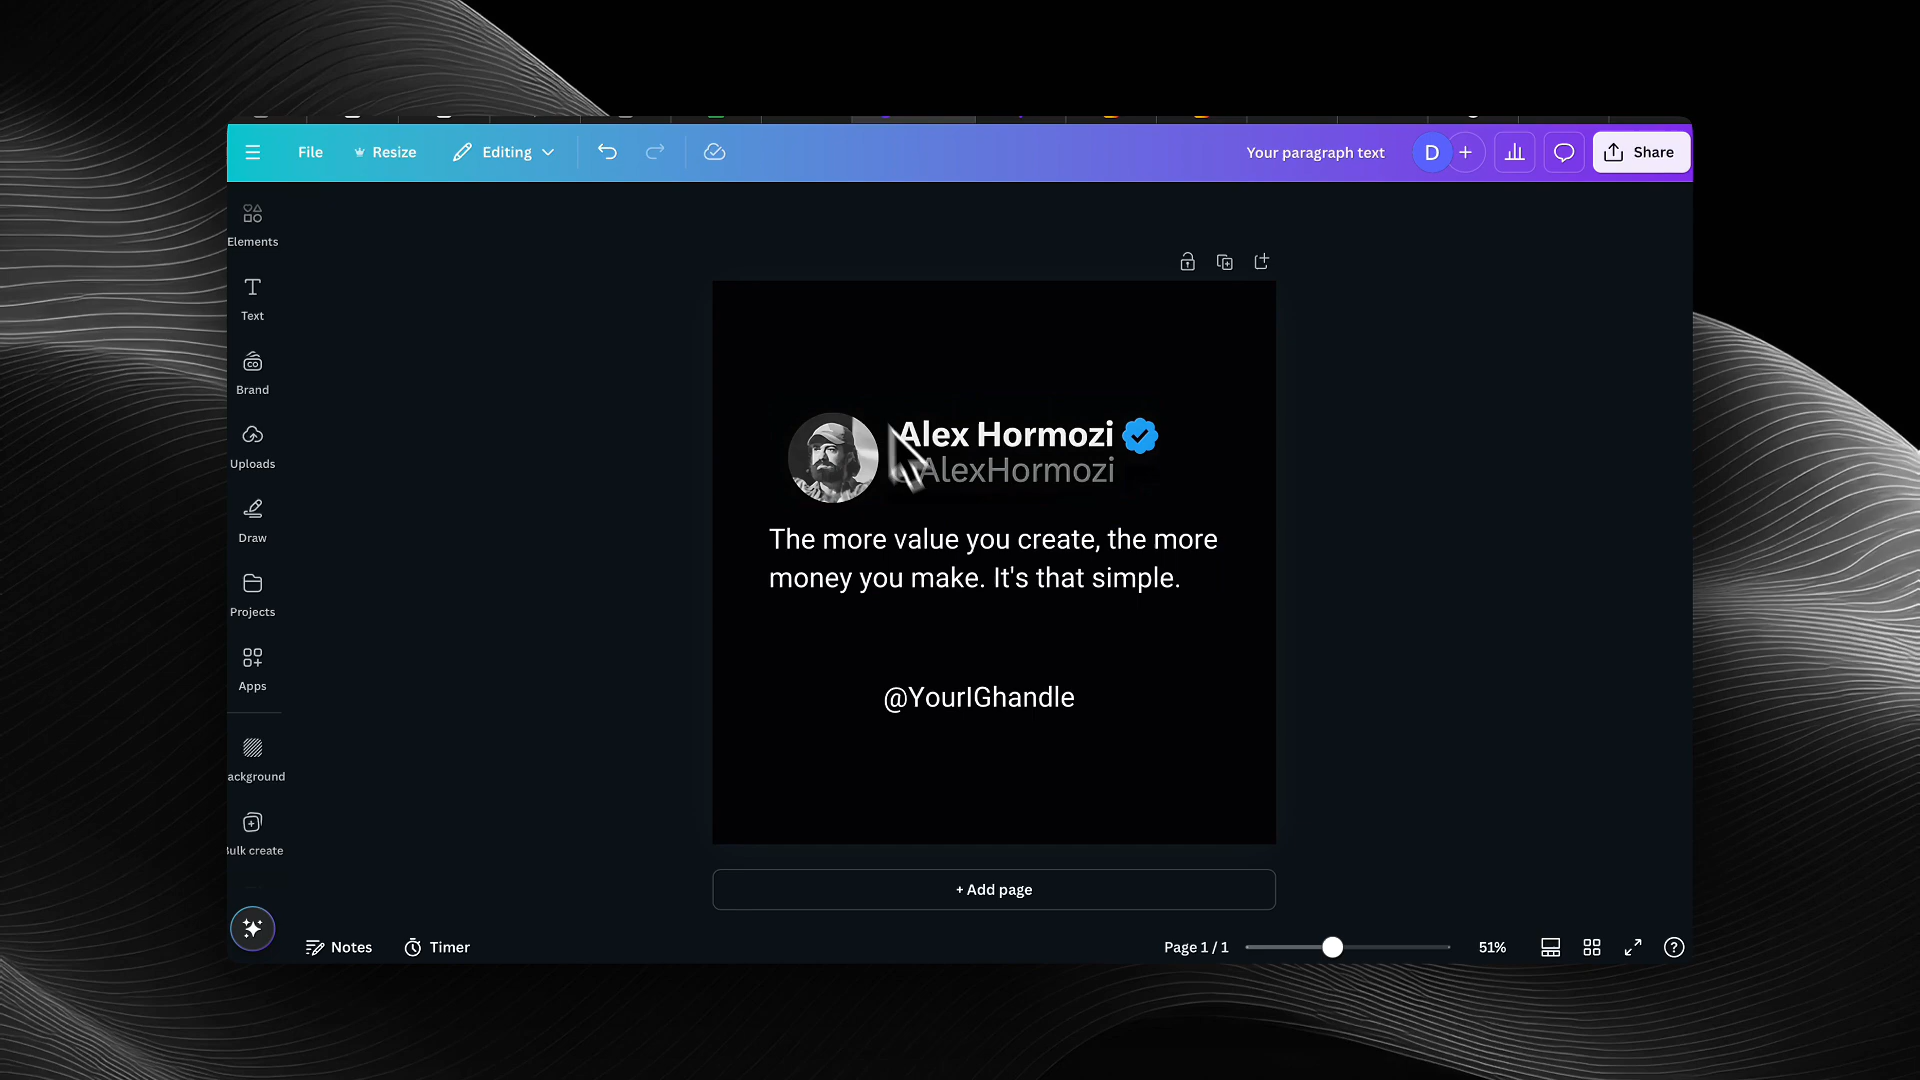 File
Resize
Editing
Your paragraph text
D
Share
Elements
Text
Brand
Uploads
Draw
Projects
Apps
ackground
ulk create
Alex Hormozi
AlexHormozi
The more value you create, the more
money you make. It's that simple.
@YourIGhandle
+ Add page
Notes
Timer
Page 1 / 1
51%